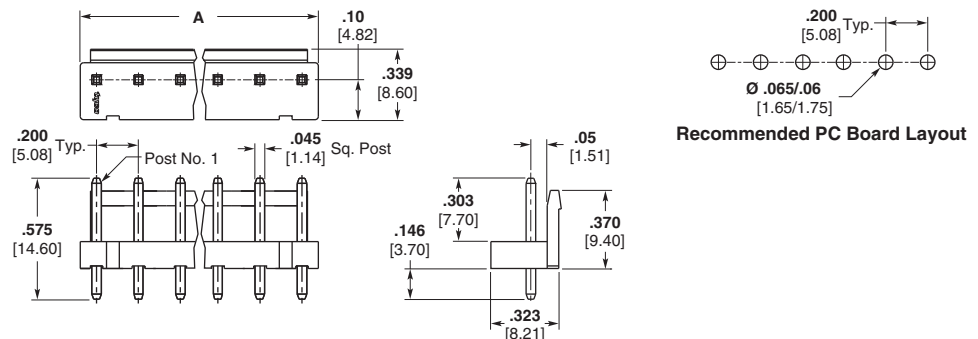 A
.10
[4.82]
.339
[8.60]
.200
[5.08] Typ.
Post No. 1
.045
[1.14] Sq. Post
.575
[14.60]
.05
[1.51]
.303
[7.70]
.146
[3.70]
.370
[9.40]
.323
[8.21]
.200
[5.08] Typ.
Ø .065/.06
[1.65/1.75]
Recommended PC Board Layout